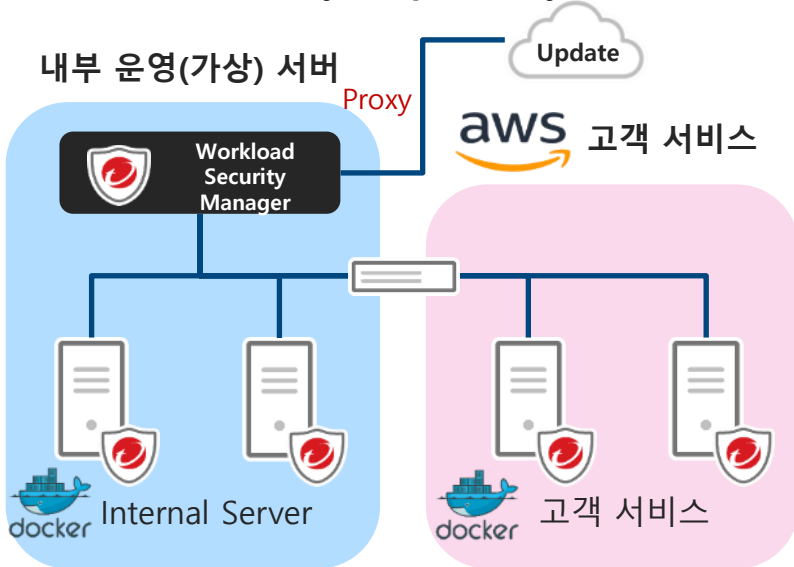 Update
내부 운영(가상) 서버
Proxy
aws 고객 서비스
Workload
Security
Manager
docker Internal Server
docker 고객 서비스